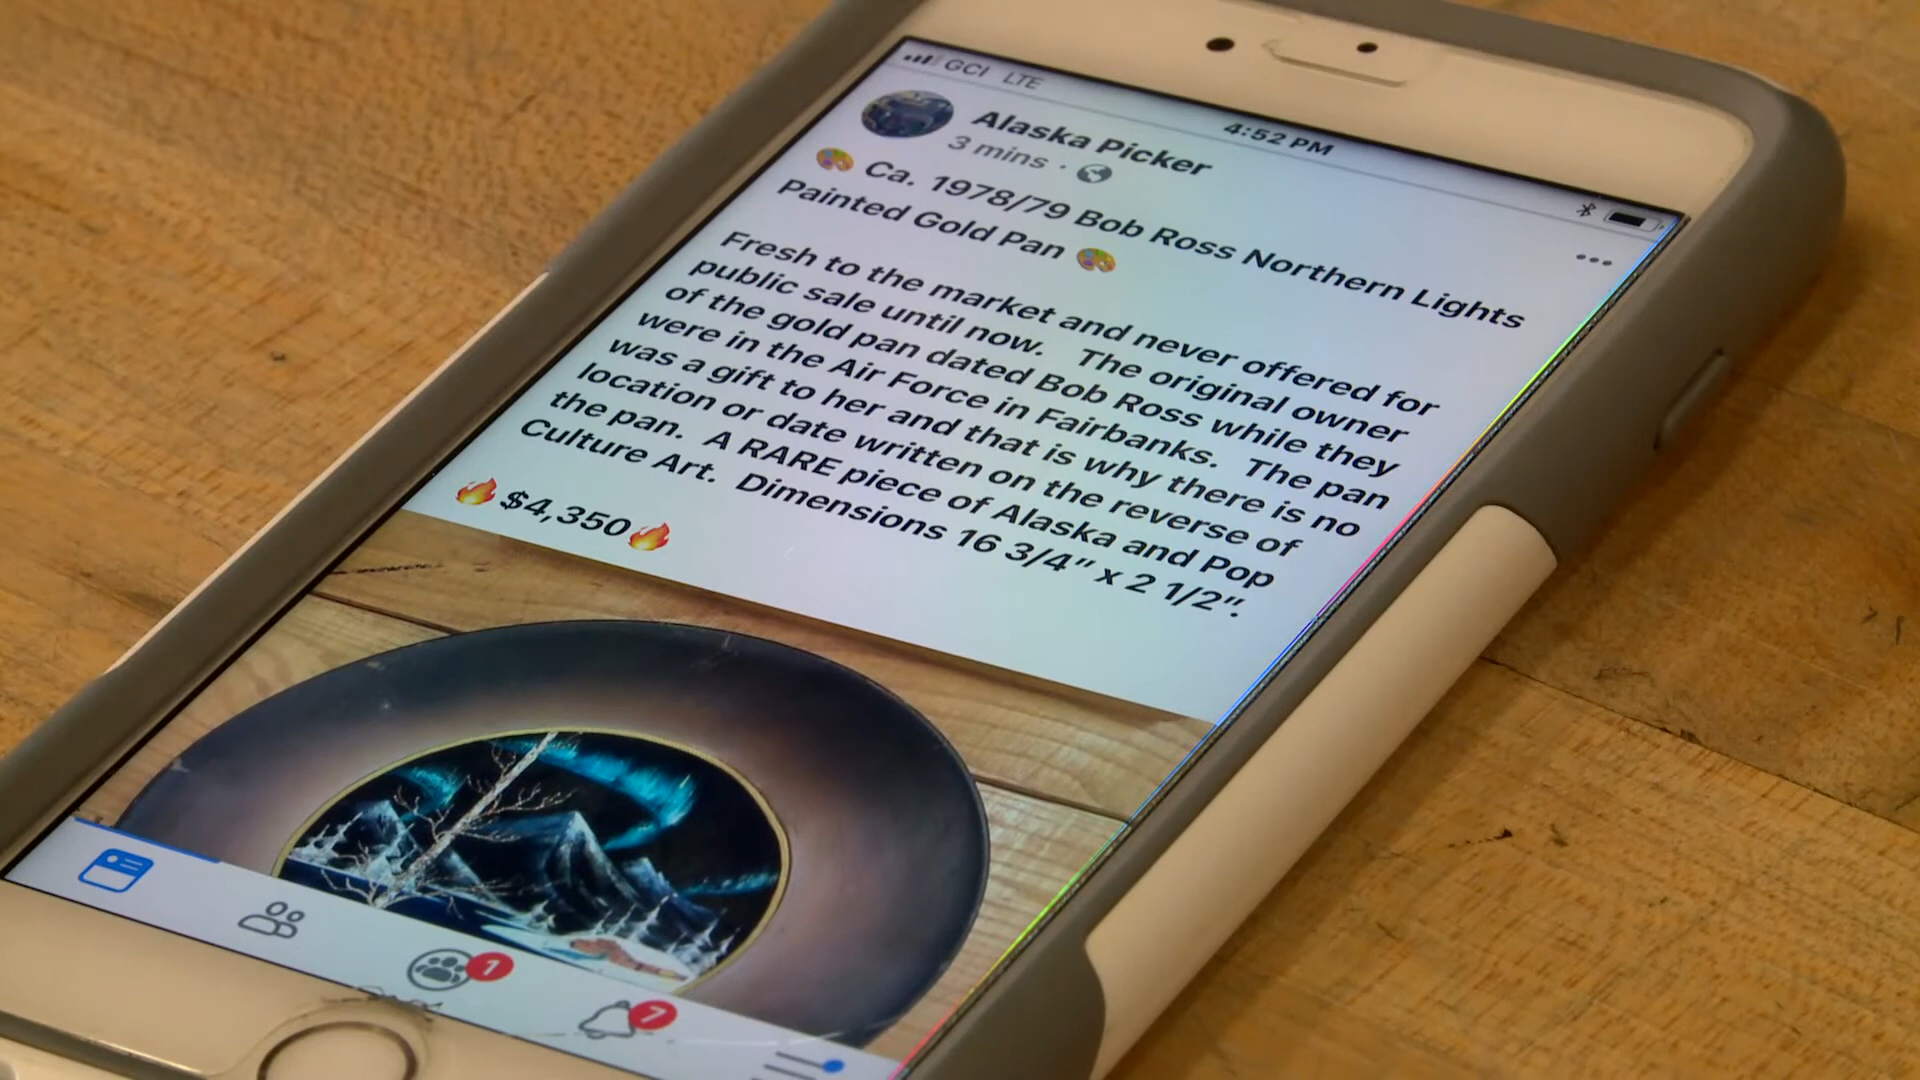 GCI LTE 4:52 PM
Alaska Picker
3 mins ·
🎨 Ca. 1978/79 Bob Ross Northern Lights
Painted Gold Pan 🎨
Fresh to the market and never offered for
public sale until now. The original owner
of the gold pan dated Bob Ross while they
were in the Air Force in Fairbanks. The pan
was a gift to her and that is why there is no
location or date written on the reverse of
the pan. A RARE piece of Alaska and Pop
Culture Art. Dimensions 16 3/4" x 2 1/2".
🔥 $4,350 🔥
1
7